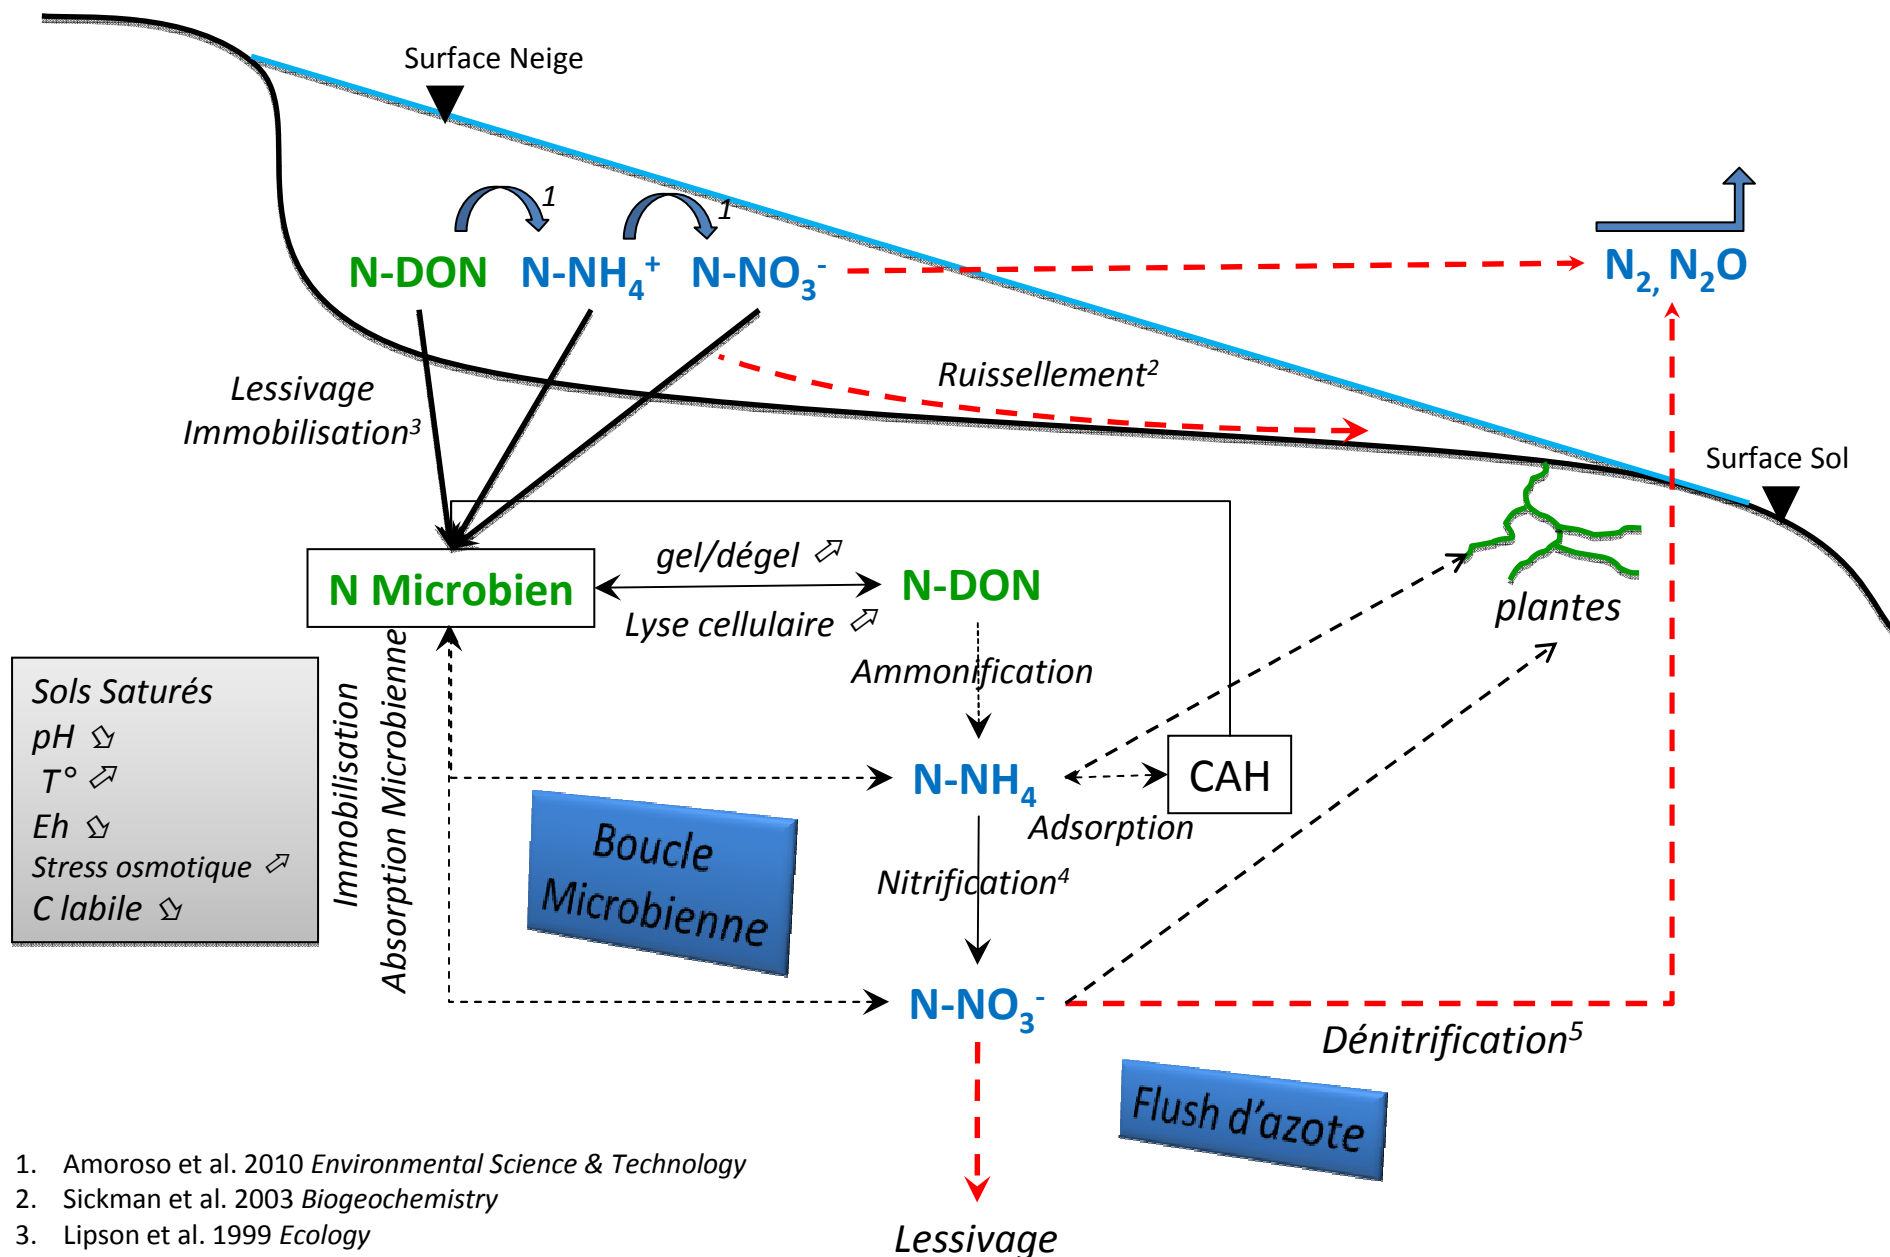 Surface Neige
1
1
N-DON N-NH₄⁺ N-NO₃⁻
N₂, N₂O
Ruissellement²
Lessivage
Immobilisation³
Surface Sol
gel/dégel ⬀
N Microbien
N-DON
Lyse cellulaire ⬀
plantes
Ammonification
Sols Saturés
pH ⬂
T° ⬀
Eh ⬂
Stress osmotique ⬀
C labile ⬂
Immobilisation
Absorption Microbienne
N-NH₄
CAH
Adsorption
Boucle
Microbienne
Nitrification⁴
N-NO₃⁻
Dénitrification⁵
Flush d'azote
Lessivage
1. Amoroso et al. 2010 Environmental Science & Technology
2. Sickman et al. 2003 Biogeochemistry
3. Lipson et al. 1999 Ecology